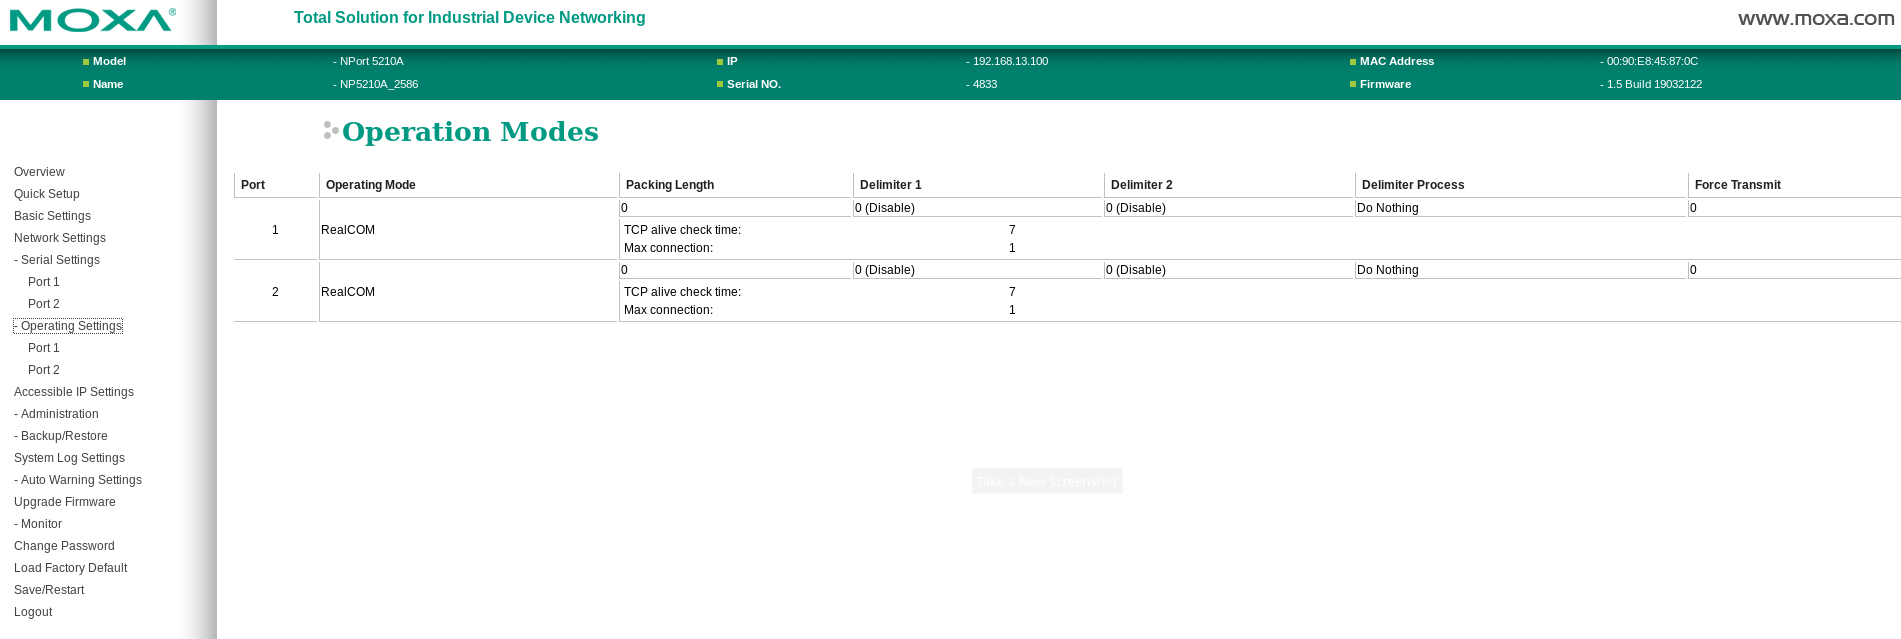 MOXA®
Total Solution for Industrial Device Networking
www.moxa.com
Model - NPort 5210A IP - 192.168.13.100 MAC Address - 00:90:E8:45:87:0C
Name - NP5210A_2586 Serial NO. - 4833 Firmware - 1.5 Build 19032122
Overview
Quick Setup
Basic Settings
Network Settings
- Serial Settings
Port 1
Port 2
- Operating Settings
Port 1
Port 2
Accessible IP Settings
- Administration
- Backup/Restore
System Log Settings
- Auto Warning Settings
Upgrade Firmware
- Monitor
Change Password
Load Factory Default
Save/Restart
Logout
Operation Modes
Port Operating Mode Packing Length Delimiter 1 Delimiter 2 Delimiter Process Force Transmit
1 RealCOM 0 0 (Disable) 0 (Disable) Do Nothing 0
TCP alive check time: 7
Max connection: 1
2 RealCOM 0 0 (Disable) 0 (Disable) Do Nothing 0
TCP alive check time: 7
Max connection: 1
Take a New Screenshot